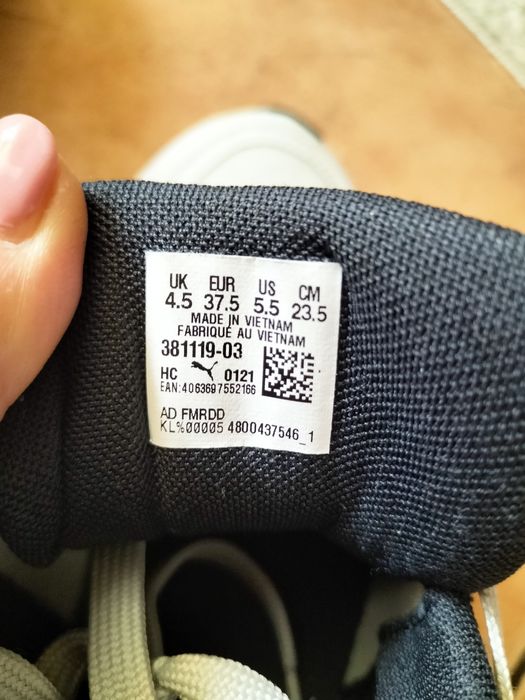 UK EUR US CM
4.5 37.5 5.5 23.5
MADE IN VIETNAM
FABRIQUÉ AU VIETNAM
381119-03
HC 0121
EAN:4063697552166
AD FMRDD
KL%00005 4800437546_1